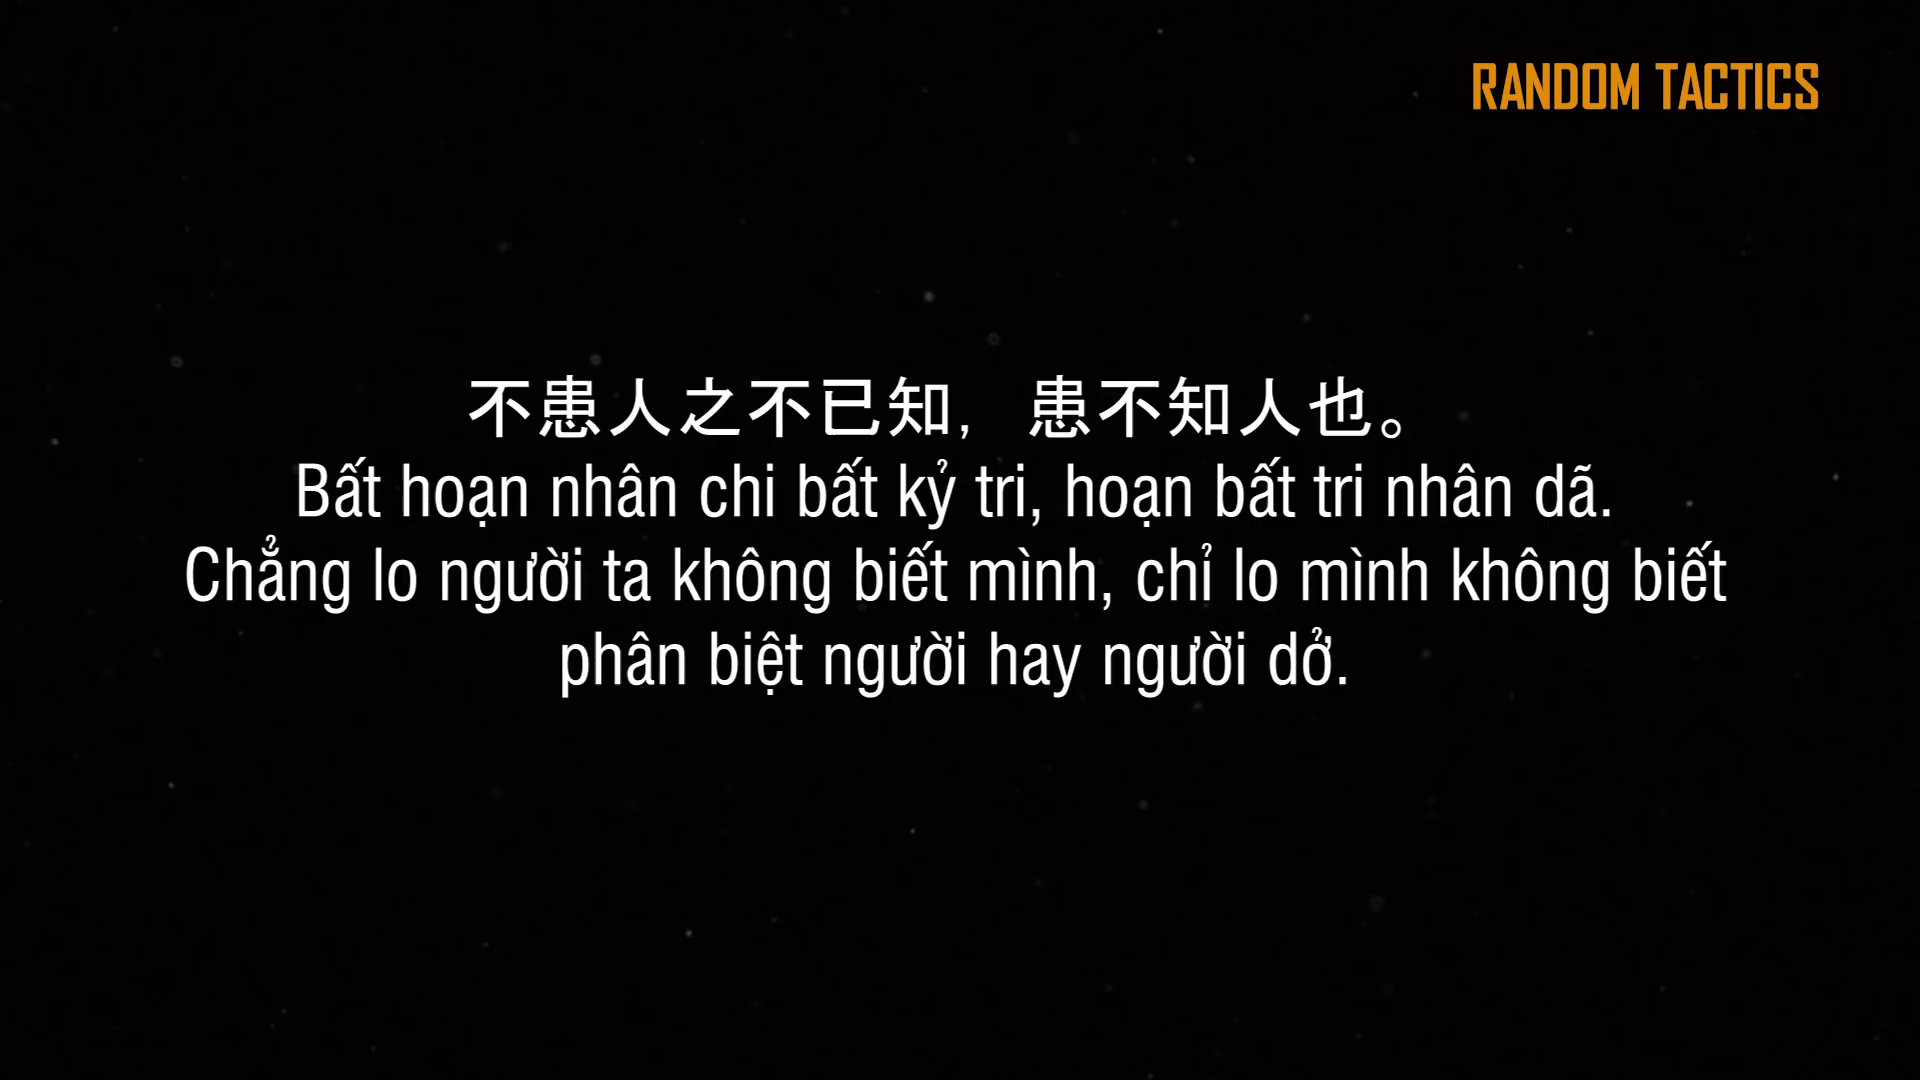 RANDOM TACTICS
不患人之不已知, 患不知人也。
Bất hoạn nhân chi bất kỷ tri, hoạn bất tri nhân dã.
Chẳng lo người ta không biết mình, chỉ lo mình không biết
phân biệt người hay người dở.